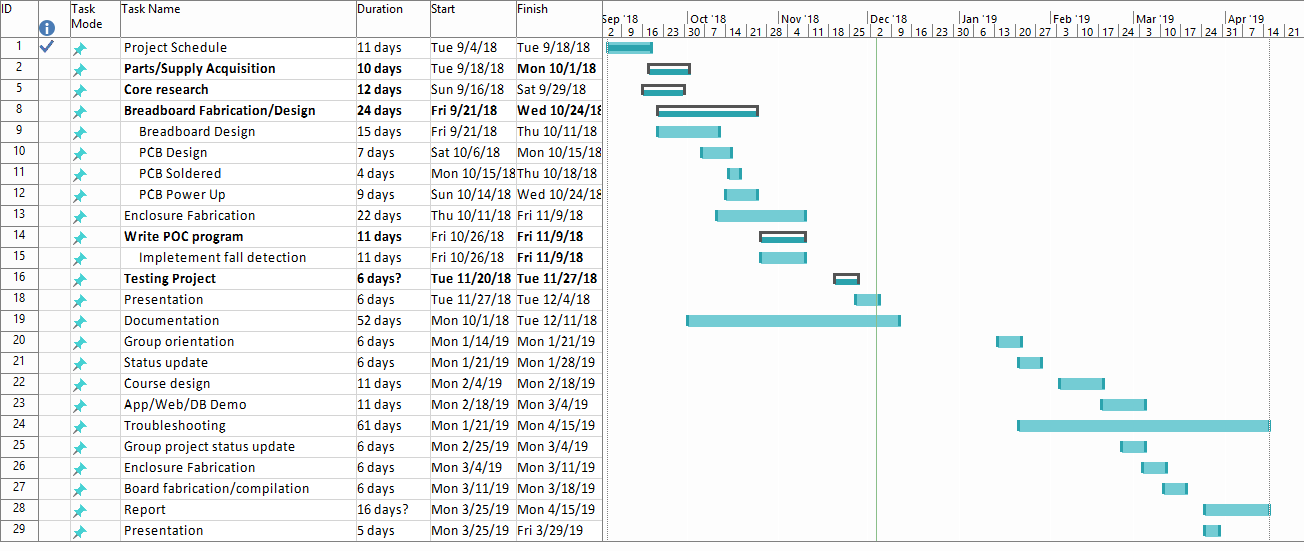 ID Task Mode Task Name Duration Start Finish
Sep '18 Oct '18 Nov '18 Dec '18 Jan '19 Feb '19 Mar '19 Apr '19
2 9 16 23 30 7 14 21 28 4 11 18 25 2 9 16 23 30 6 13 20 27 3 10 17 24 3 10 17 24 31 7 14 21
1 Project Schedule 11 days Tue 9/4/18 Tue 9/18/18
2 Parts/Supply Acquisition 10 days Tue 9/18/18 Mon 10/1/18
5 Core research 12 days Sun 9/16/18 Sat 9/29/18
8 Breadboard Fabrication/Design 24 days Fri 9/21/18 Wed 10/24/18
9 Breadboard Design 15 days Fri 9/21/18 Thu 10/11/18
10 PCB Design 7 days Sat 10/6/18 Mon 10/15/18
11 PCB Soldered 4 days Mon 10/15/18 Thu 10/18/18
12 PCB Power Up 9 days Sun 10/14/18 Wed 10/24/18
13 Enclosure Fabrication 22 days Thu 10/11/18 Fri 11/9/18
14 Write POC program 11 days Fri 10/26/18 Fri 11/9/18
15 Impletement fall detection 11 days Fri 10/26/18 Fri 11/9/18
16 Testing Project 6 days? Tue 11/20/18 Tue 11/27/18
18 Presentation 6 days Tue 11/27/18 Tue 12/4/18
19 Documentation 52 days Mon 10/1/18 Tue 12/11/18
20 Group orientation 6 days Mon 1/14/19 Mon 1/21/19
21 Status update 6 days Mon 1/21/19 Mon 1/28/19
22 Course design 11 days Mon 2/4/19 Mon 2/18/19
23 App/Web/DB Demo 11 days Mon 2/18/19 Mon 3/4/19
24 Troubleshooting 61 days Mon 1/21/19 Mon 4/15/19
25 Group project status update 6 days Mon 2/25/19 Mon 3/4/19
26 Enclosure Fabrication 6 days Mon 3/4/19 Mon 3/11/19
27 Board fabrication/compilation 6 days Mon 3/11/19 Mon 3/18/19
28 Report 16 days? Mon 3/25/19 Mon 4/15/19
29 Presentation 5 days Mon 3/25/19 Fri 3/29/19